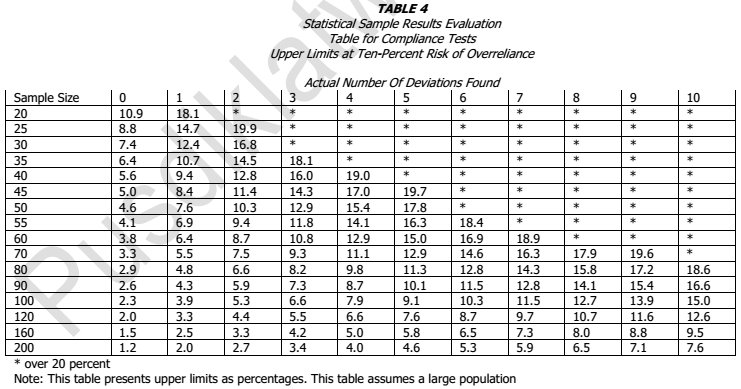 TABLE 4
Statistical Sample Results Evaluation
Table for Compliance Tests
Upper Limits at Ten-Percent Risk of Overreliance
Actual Number Of Deviations Found
Sample Size 0 1 2 3 4 5 6 7 8 9 10
20 10.9 18.1 * * * * * * * * *
25 8.8 14.7 19.9 * * * * * * * *
30 7.4 12.4 16.8 * * * * * * * *
35 6.4 10.7 14.5 18.1 * * * * * * *
40 5.6 9.4 12.8 16.0 19.0 * * * * * *
45 5.0 8.4 11.4 14.3 17.0 19.7 * * * * *
50 4.6 7.6 10.3 12.9 15.4 17.8 * * * * *
55 4.1 6.9 9.4 11.8 14.1 16.3 18.4 * * * *
60 3.8 6.4 8.7 10.8 12.9 15.0 16.9 18.9 * * *
70 3.3 5.5 7.5 9.3 11.1 12.9 14.6 16.3 17.9 19.6 *
80 2.9 4.8 6.6 8.2 9.8 11.3 12.8 14.3 15.8 17.2 18.6
90 2.6 4.3 5.9 7.3 8.7 10.1 11.5 12.8 14.1 15.4 16.6
100 2.3 3.9 5.3 6.6 7.9 9.1 10.3 11.5 12.7 13.9 15.0
120 2.0 3.3 4.4 5.5 6.6 7.6 8.7 9.7 10.7 11.6 12.6
160 1.5 2.5 3.3 4.2 5.0 5.8 6.5 7.3 8.0 8.8 9.5
200 1.2 2.0 2.7 3.4 4.0 4.6 5.3 5.9 6.5 7.1 7.6
* over 20 percent
Note: This table presents upper limits as percentages. This table assumes a large population